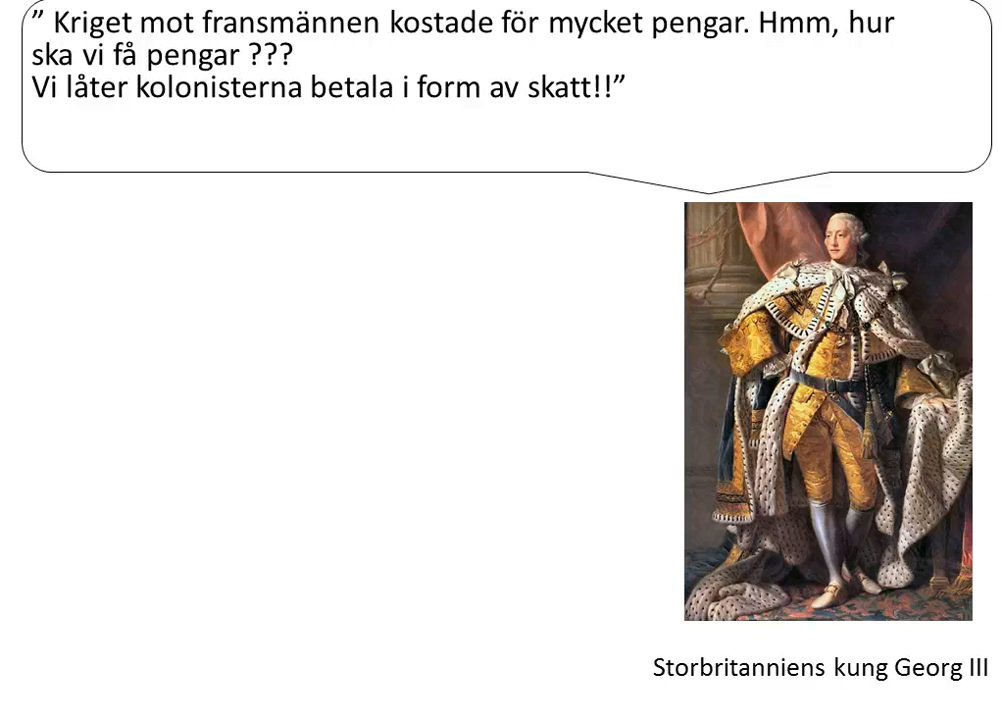 ” Kriget mot fransmännen kostade för mycket pengar. Hmm, hur
ska vi få pengar ???
Vi låter kolonisterna betala i form av skatt!!”
Storbritanniens kung Georg III